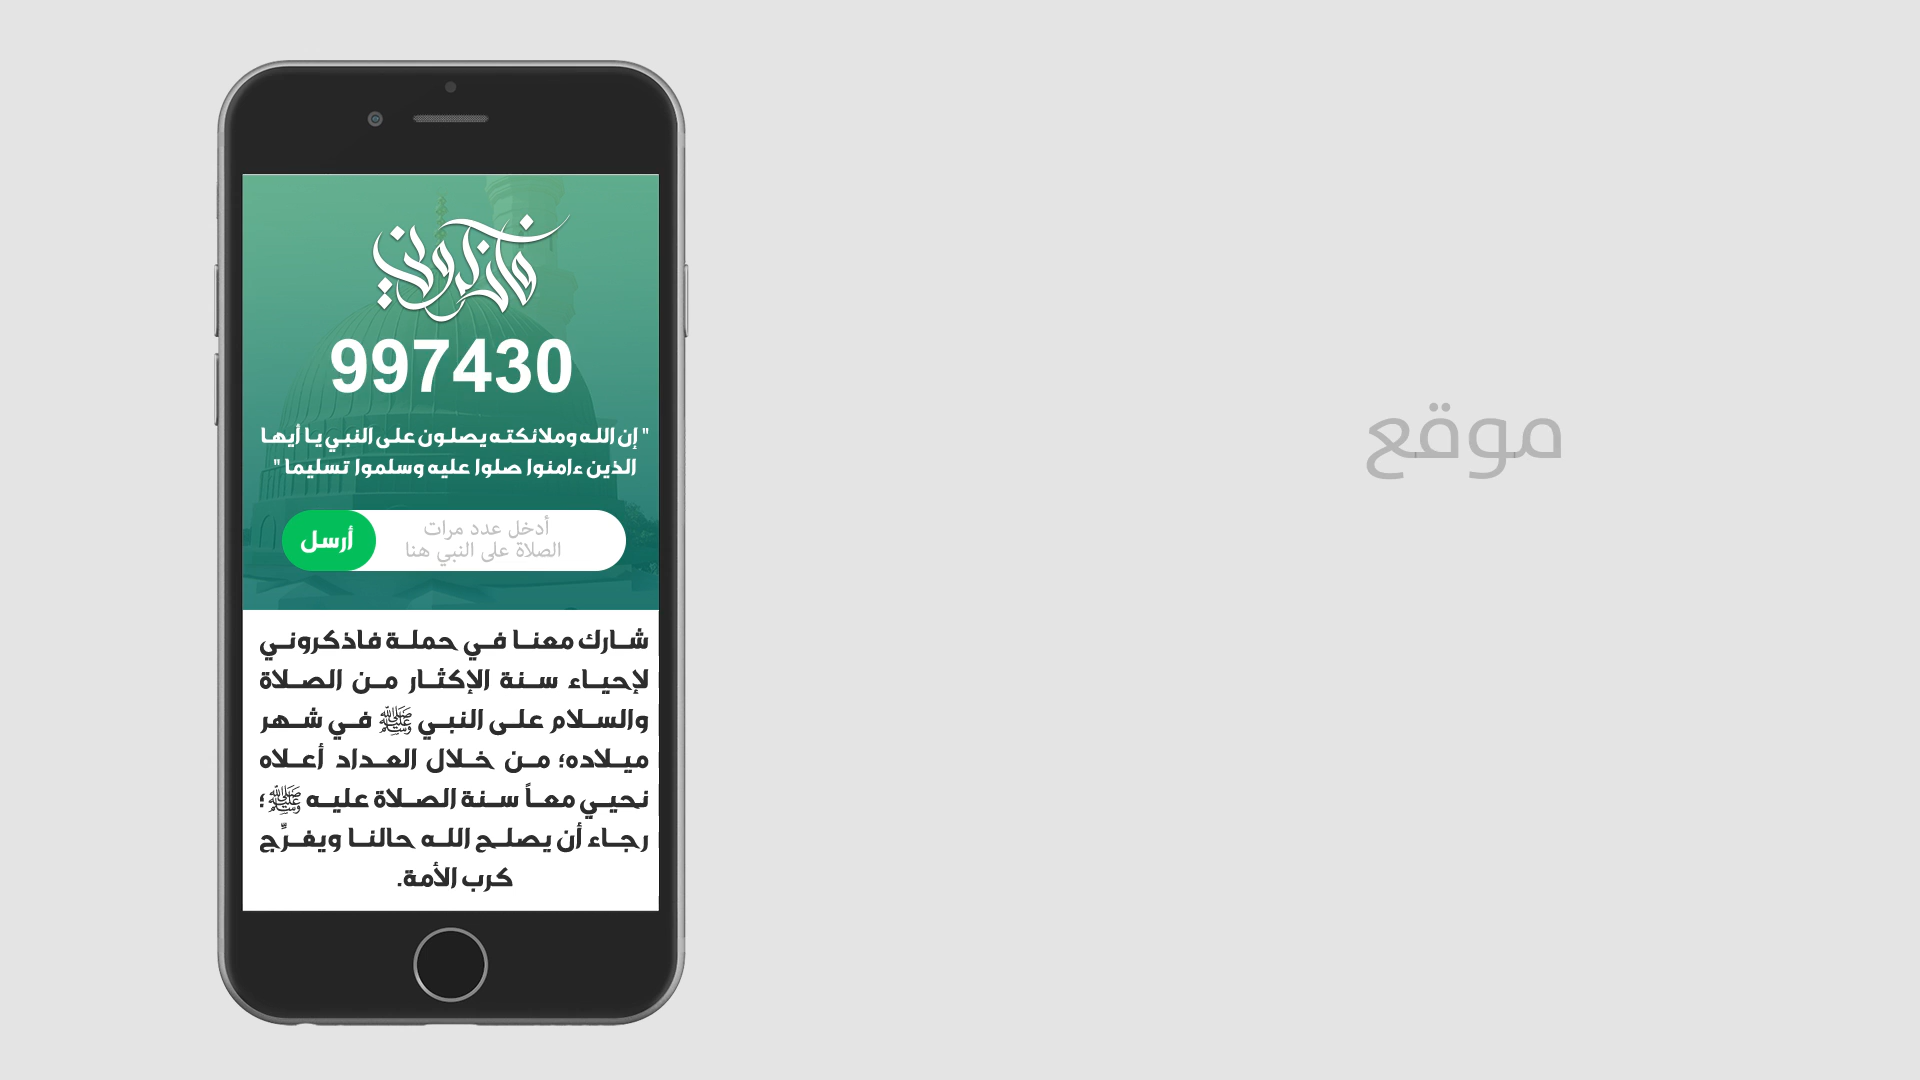 فاذكروني
997430
" إن الله وملائكته يصلون على النبي يا أيها
الذين ءامنوا صلوا عليه وسلموا تسليما "
أدخل عدد مرات
الصلاة على النبي هنا
أرسل
شارك معنا في حملة فاذكروني
لإحياء سنة الإكثار من الصلاة
والسلام على النبي ﷺ في شهر
ميلاده؛ من خلال العداد أعلاه
نحيي معاً سنة الصلاة عليه ﷺ؛
رجاء أن يصلح الله حالنا ويفرِّج
كرب الأمة.
موقع